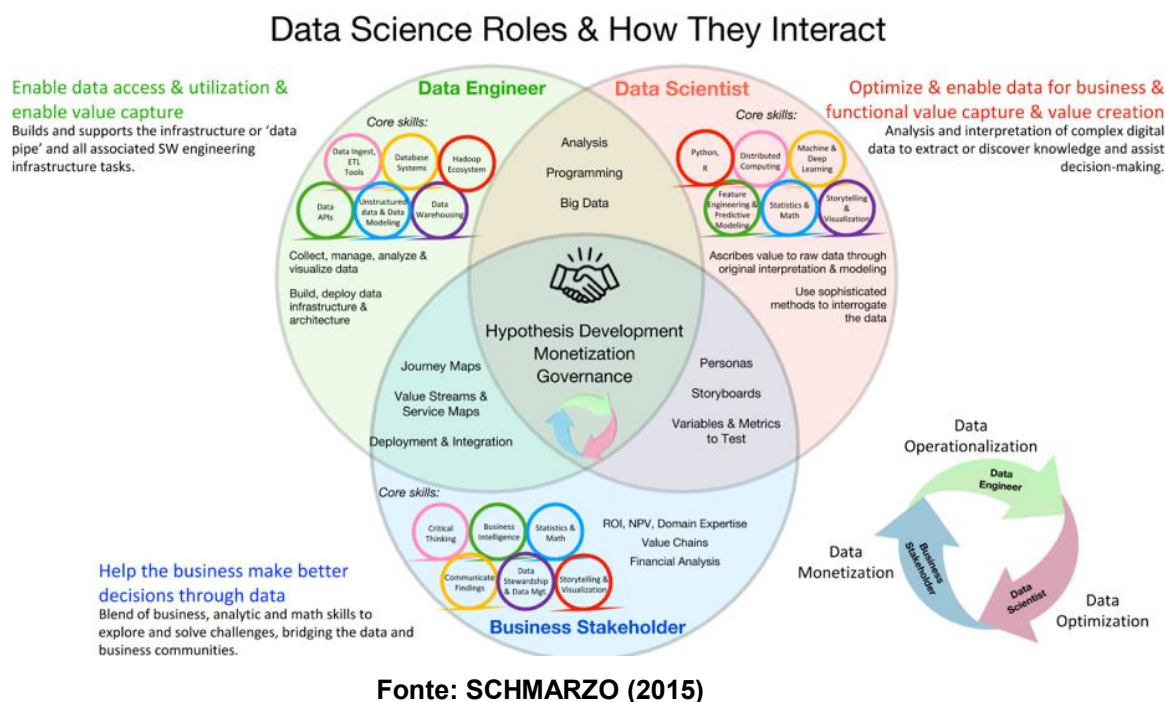 Data Science Roles & How They Interact
Enable data access & utilization &
enable value capture
Builds and supports the infrastructure or ‘data
pipe’ and all associated SW engineering
infrastructure tasks.
Data Engineer
Core skills:
Data Ingest,
ETL
Tools
Database
Systems
Hadoop
Ecosystem
Data
APIs
Unstructured
data & Data
Modeling
Data
Warehousing
Collect, manage, analyze &
visualize data
Build, deploy data
infrastructure &
architecture
Analysis
Programming
Big Data
Data Scientist
Core skills:
Python,
R
Distributed
Computing
Machine &
Deep
Learning
Feature
Engineering &
Predictive
Modeling
Statistics &
Math
Storytelling
&
Visualization
Ascribes value to raw data through
original interpretation & modeling
Use sophisticated
methods to interrogate
the data
Optimize & enable data for business &
functional value capture & value creation
Analysis and interpretation of complex digital
data to extract or discover knowledge and assist
decision-making.
Hypothesis Development
Monetization
Governance
Journey Maps
Value Streams &
Service Maps
Deployment & Integration
Personas
Storyboards
Variables & Metrics
to Test
Core skills:
Critical
Thinking
Business
Intelligence
Statistics &
Math
Communicate
Findings
Data
Stewardship
& Data Mgt.
Storytelling &
Visualization
ROI, NPV, Domain Expertise
Value Chains
Financial Analysis
Business Stakeholder
Help the business make better
decisions through data
Blend of business, analytic and math skills to
explore and solve challenges, bridging the data and
business communities.
Data
Operationalization
Data
Engineer
Data
Monetization
Business
Stakeholder
Data
Scientist
Data
Optimization
Fonte: SCHMARZO (2015)